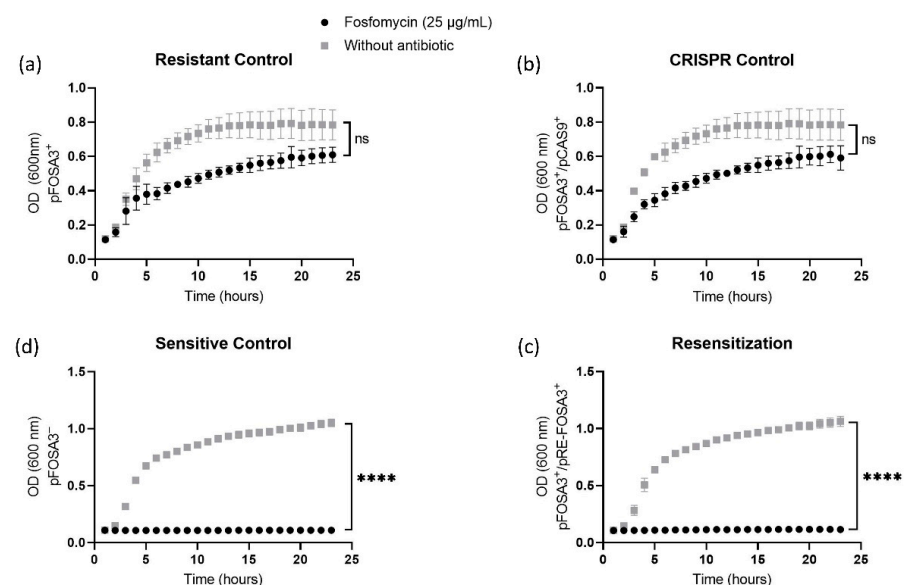 Fosfomycin (25 µg/mL)
Without antibiotic
(a)
Resistant Control
OD (600 nm)
pFOSA3⁺
1.0
0.8
0.6
0.4
0.2
0.0
0 5 10 15 20 25
Time (hours)
ns
(b)
CRISPR Control
OD (600 nm)
pFOSA3⁺/pCAS9⁺
1.0
0.8
0.6
0.4
0.2
0.0
0 5 10 15 20 25
Time (hours)
ns
(d)
Sensitive Control
OD (600 nm)
pFOSA3⁻
1.5
1.0
0.5
0.0
0 5 10 15 20 25
Time (hours)
****
(c)
Resensitization
OD (600 nm)
pFOSA3⁺/pRE-FOSA3⁺
1.5
1.0
0.5
0.0
0 5 10 15 20 25
Time (hours)
****